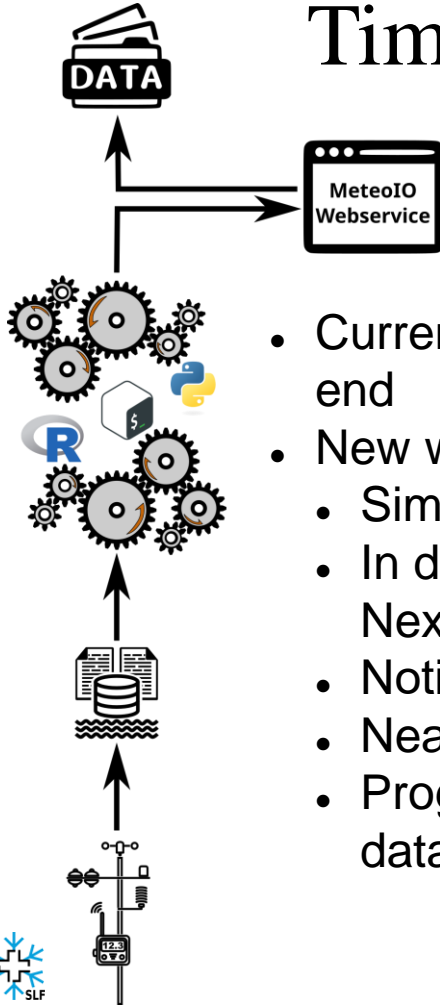 Tim
DATA
MeteoIO
Webservice
Curren
end
New w
Sim
In d
Nex
Noti
Nea
Prog
data
R
$_
12.3
SLF